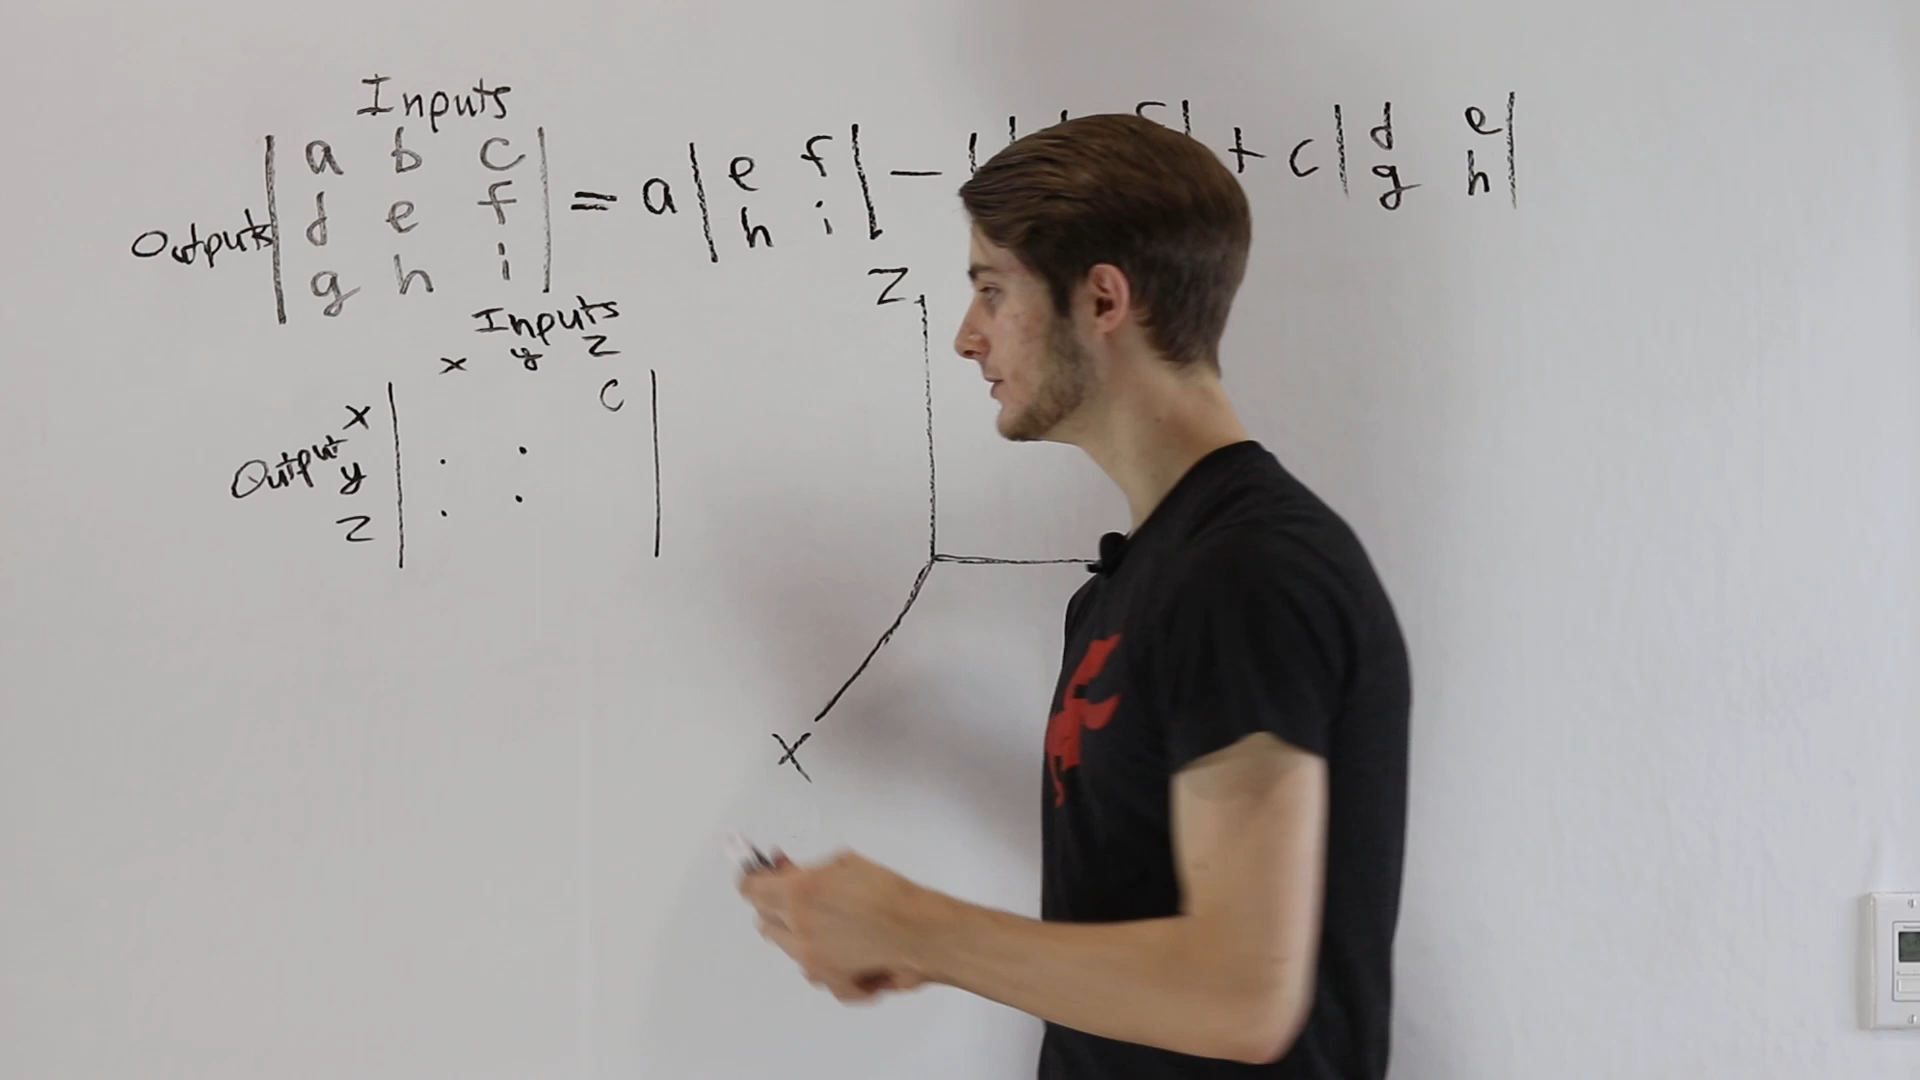 Inputs
| a b c |
Outputs | d e f | = a | e f | - | | + c | d e |
| g h i | | h i | | g h |
Inputs
x y z
x | c |
Output y | . . |
z | . . |
Z
X